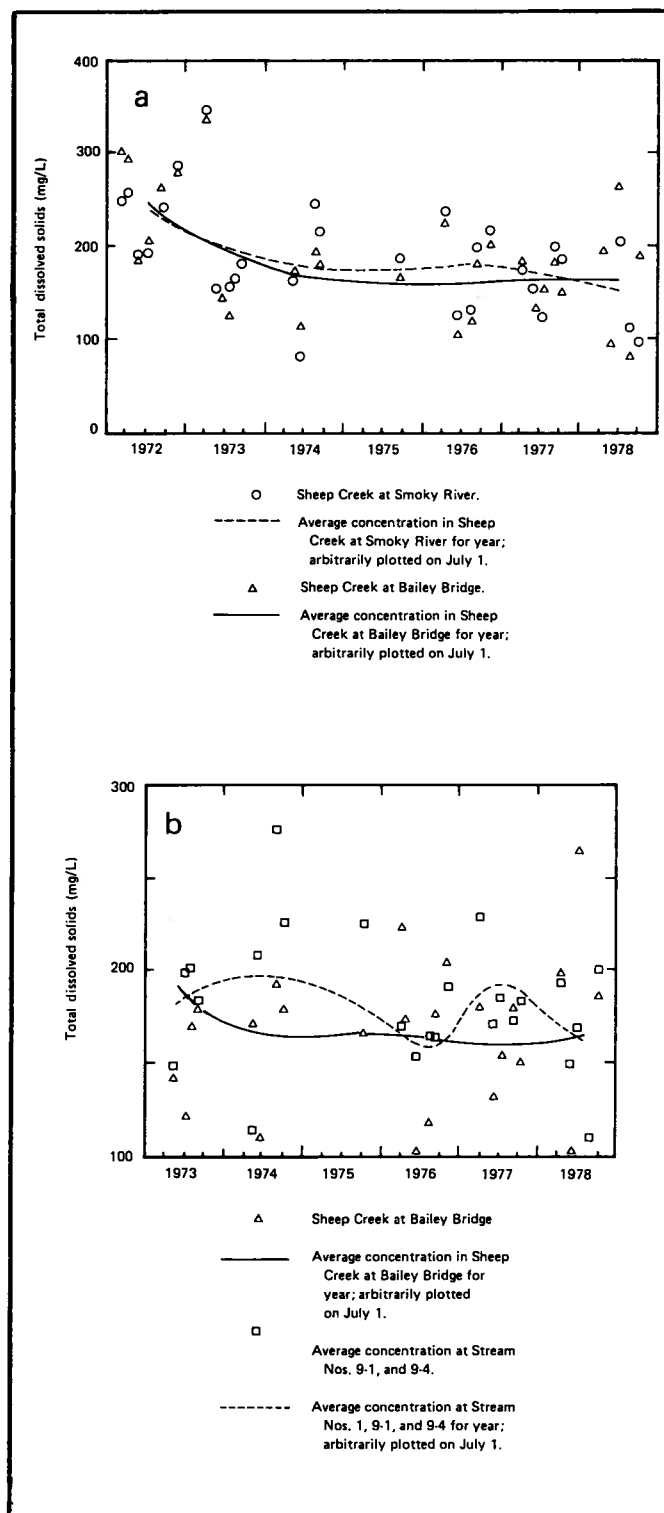 a
Total dissolved solids (mg/L)
400
300
200
100
0
1972 1973 1974 1975 1976 1977 1978
Sheep Creek at Smoky River.
Average concentration in Sheep
Creek at Smoky River for year;
arbitrarily plotted on July 1.
Sheep Creek at Bailey Bridge.
Average concentration in Sheep
Creek at Bailey Bridge for year;
arbitrarily plotted on July 1.
b
Total dissolved solids (mg/L)
300
200
100
1973 1974 1975 1976 1977 1978
Sheep Creek at Bailey Bridge
Average concentration in Sheep
Creek at Bailey Bridge for
year; arbitrarily plotted
on July 1.
Average concentration at Stream
Nos. 9-1, and 9-4.
Average concentration at Stream
Nos. 1, 9-1, and 9-4 for year;
arbitrarily plotted on July 1.